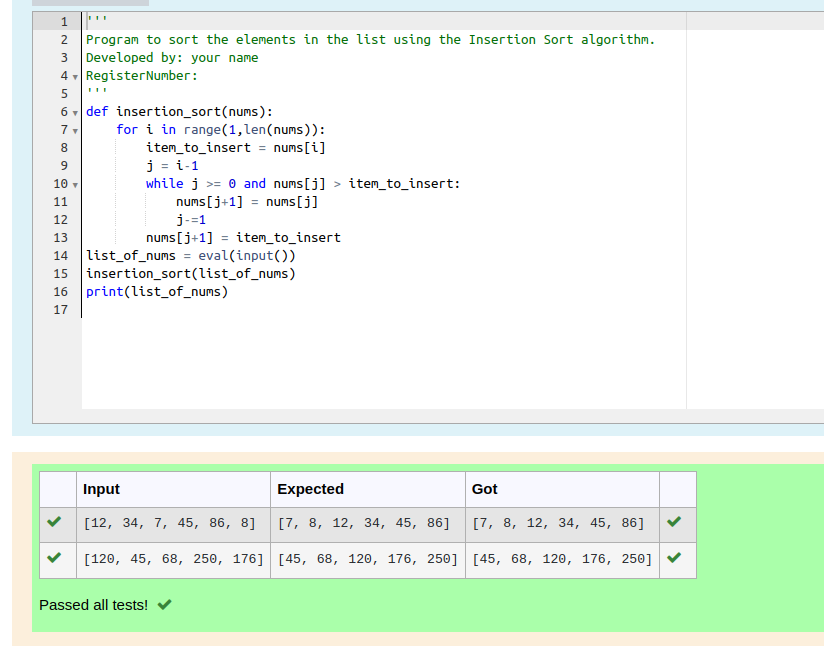 1 '''
2 Program to sort the elements in the list using the Insertion Sort algorithm.
3 Developed by: your name
4 RegisterNumber:
5 '''
6 def insertion_sort(nums):
7     for i in range(1,len(nums)):
8         item_to_insert = nums[i]
9         j = i-1
10         while j >= 0 and nums[j] > item_to_insert:
11             nums[j+1] = nums[j]
12             j-=1
13         nums[j+1] = item_to_insert
14 list_of_nums = eval(input())
15 insertion_sort(list_of_nums)
16 print(list_of_nums)
17
Input Expected Got
[12, 34, 7, 45, 86, 8] [7, 8, 12, 34, 45, 86] [7, 8, 12, 34, 45, 86]
[120, 45, 68, 250, 176] [45, 68, 120, 176, 250] [45, 68, 120, 176, 250]
Passed all tests!